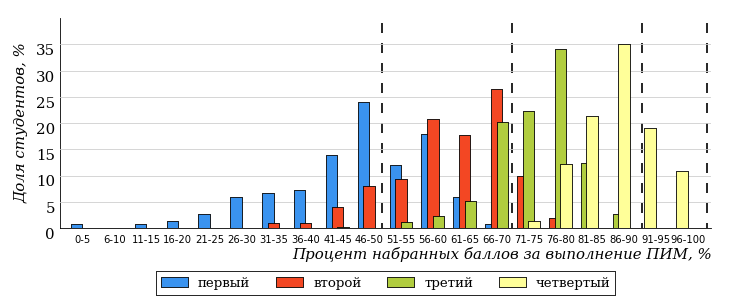 Доля студентов, %
35
30
25
20
15
10
5
0
0-5 6-10 11-15 16-20 21-25 26-30 31-35 36-40 41-45 46-50 51-55 56-60 61-65 66-70 71-75 76-80 81-85 86-90 91-95 96-100
Процент набранных баллов за выполнение ПИМ, %
первый второй третий четвертый